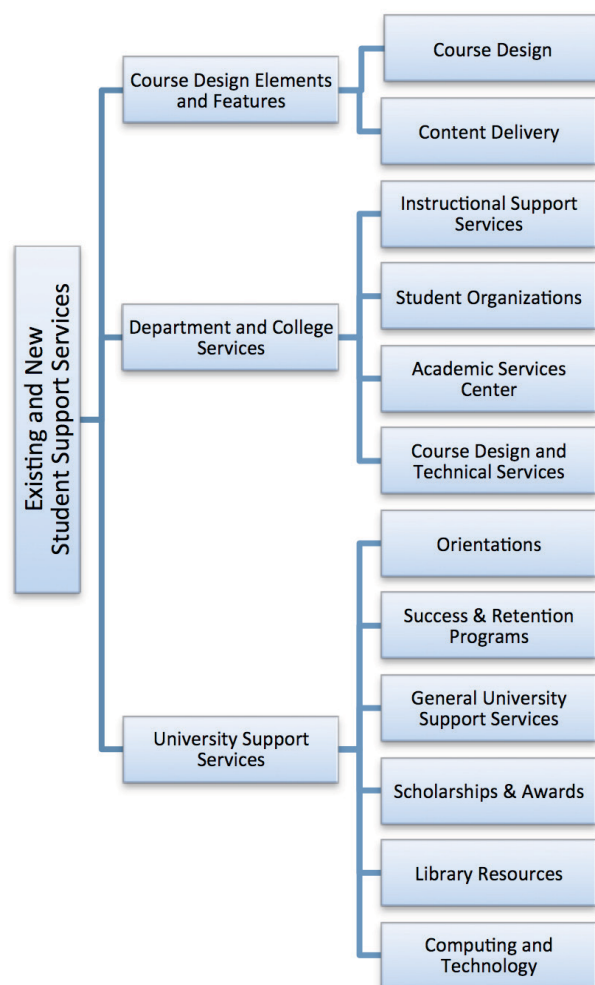 Existing and New
Student Support Services
Course Design Elements
and Features
Course Design
Content Delivery
Department and College
Services
Instructional Support
Services
Student Organizations
Academic Services
Center
Course Design and
Technical Services
University Support
Services
Orientations
Success & Retention
Programs
General University
Support Services
Scholarships & Awards
Library Resources
Computing and
Technology